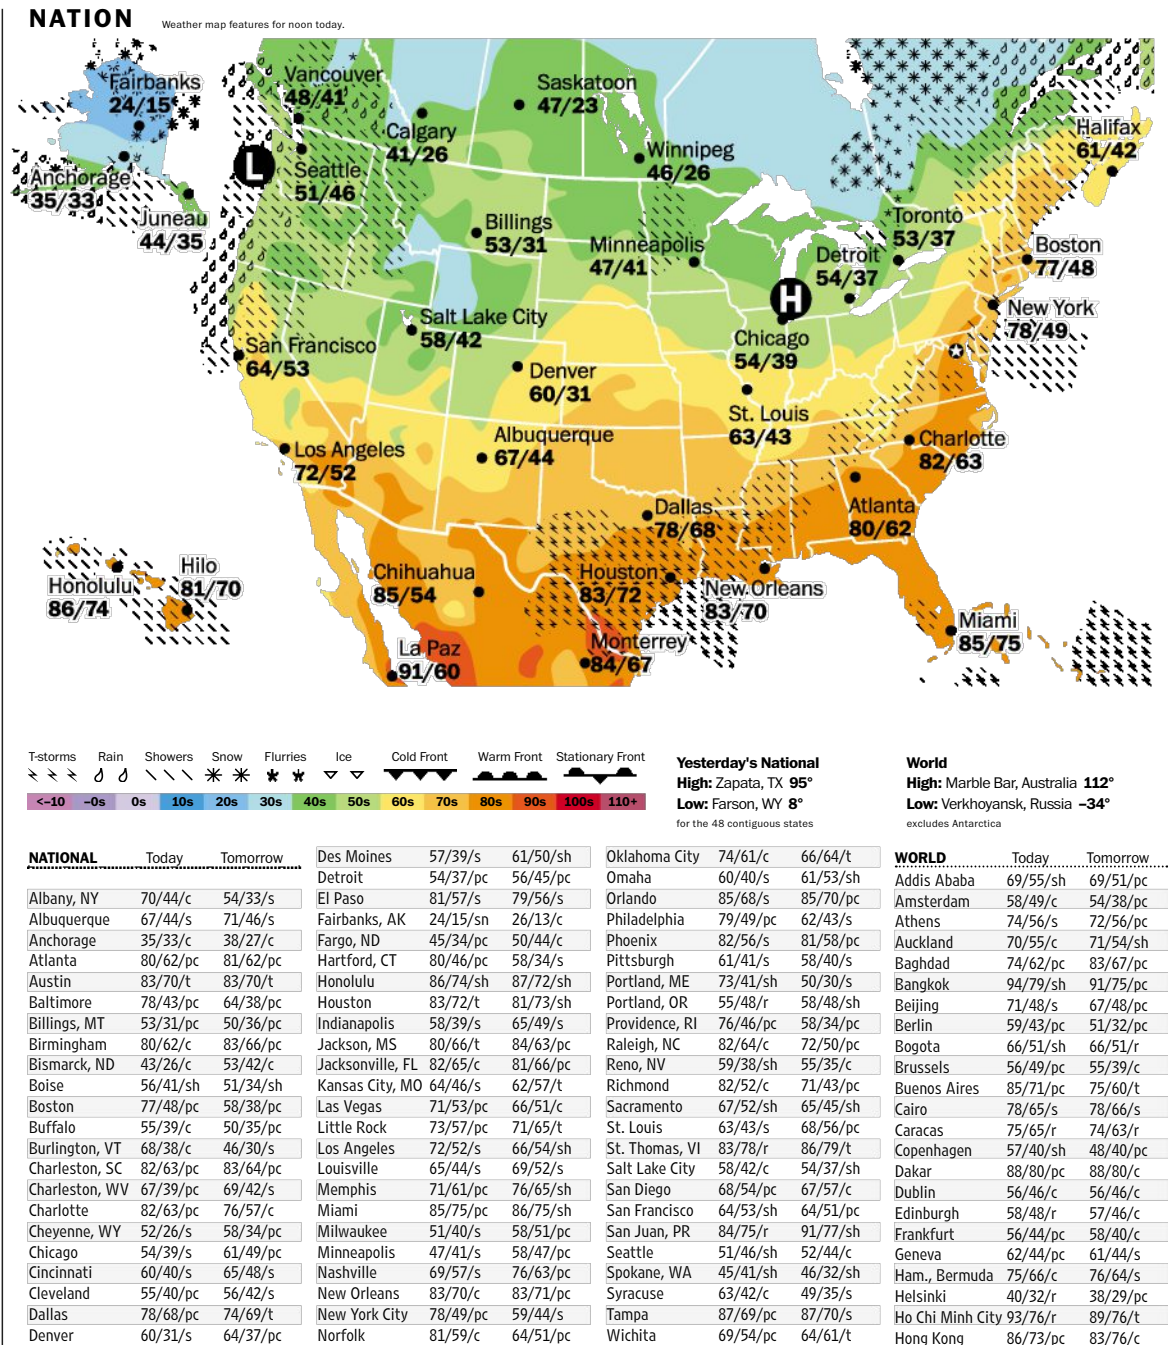 NATION
Weather map features for noon today.
Fairbanks
24/15
Anchorage
35/33
Juneau
44/35
Vancouver
48/41
L
Seattle
51/46
Calgary
41/26
Saskatoon
47/23
Winnipeg
46/26
Halifax
61/42
Billings
53/31
Minneapolis
47/41
Toronto
53/37
Detroit
54/37
Boston
77/48
H
New York
78/49
Salt Lake City
58/42
San Francisco
64/53
Chicago
54/39
Denver
60/31
St. Louis
63/43
Los Angeles
72/52
Albuquerque
67/44
Charlotte
82/63
Dallas
78/68
Atlanta
80/62
Honolulu
86/74
Hilo
81/70
Chihuahua
85/54
Houston
83/72
New Orleans
83/70
La Paz
91/60
Monterrey
84/67
Miami
85/75
T-storms Rain Showers Snow Flurries Ice Cold Front Warm Front Stationary Front
<–10 –0s 0s 10s 20s 30s 40s 50s 60s 70s 80s 90s 100s 110+
Yesterday's National
High: Zapata, TX 95°
Low: Farson, WY 8°
for the 48 contiguous states
World
High: Marble Bar, Australia 112°
Low: Verkhoyansk, Russia –34°
excludes Antarctica
NATIONAL Today Tomorrow
Albany, NY 70/44/c 54/33/s
Albuquerque 67/44/s 71/46/s
Anchorage 35/33/c 38/27/c
Atlanta 80/62/pc 81/62/pc
Austin 83/70/t 83/70/t
Baltimore 78/43/pc 64/38/pc
Billings, MT 53/31/pc 50/36/pc
Birmingham 80/62/c 83/66/pc
Bismarck, ND 43/26/c 53/42/c
Boise 56/41/sh 51/34/sh
Boston 77/48/pc 58/38/pc
Buffalo 55/39/c 50/35/pc
Burlington, VT 68/38/c 46/30/s
Charleston, SC 82/63/pc 83/64/pc
Charleston, WV 67/39/pc 69/42/s
Charlotte 82/63/pc 76/57/c
Cheyenne, WY 52/26/s 58/34/pc
Chicago 54/39/s 61/49/pc
Cincinnati 60/40/s 65/48/s
Cleveland 55/40/pc 56/42/s
Dallas 78/68/pc 74/69/t
Denver 60/31/s 64/37/pc
Des Moines 57/39/s 61/50/sh
Detroit 54/37/pc 56/45/pc
El Paso 81/57/s 79/56/s
Fairbanks, AK 24/15/sn 26/13/c
Fargo, ND 45/34/pc 50/44/c
Hartford, CT 80/46/pc 58/34/s
Honolulu 86/74/sh 87/72/sh
Houston 83/72/t 81/73/sh
Indianapolis 58/39/s 65/49/s
Jackson, MS 80/66/t 84/63/pc
Jacksonville, FL 82/65/c 81/66/pc
Kansas City, MO 64/46/s 62/57/t
Las Vegas 71/53/pc 66/51/c
Little Rock 73/57/pc 71/65/t
Los Angeles 72/52/s 66/54/sh
Louisville 65/44/s 69/52/s
Memphis 71/61/pc 76/65/sh
Miami 85/75/pc 86/75/sh
Milwaukee 51/40/s 58/51/pc
Minneapolis 47/41/s 58/47/pc
Nashville 69/57/s 76/63/pc
New Orleans 83/70/c 83/71/pc
New York City 78/49/pc 59/44/s
Norfolk 81/59/c 64/51/pc
Oklahoma City 74/61/c 66/64/t
Omaha 60/40/s 61/53/sh
Orlando 85/68/s 85/70/pc
Philadelphia 79/49/pc 62/43/s
Phoenix 82/56/s 81/58/pc
Pittsburgh 61/41/s 58/40/s
Portland, ME 73/41/sh 50/30/s
Portland, OR 55/48/r 58/48/sh
Providence, RI 76/46/pc 58/34/pc
Raleigh, NC 82/64/c 72/50/pc
Reno, NV 59/38/sh 55/35/c
Richmond 82/52/c 71/43/pc
Sacramento 67/52/sh 65/45/sh
St. Louis 63/43/s 68/56/pc
St. Thomas, VI 83/78/r 86/79/t
Salt Lake City 58/42/c 54/37/sh
San Diego 68/54/pc 67/57/c
San Francisco 64/53/sh 64/51/pc
San Juan, PR 84/75/r 91/77/sh
Seattle 51/46/sh 52/44/c
Spokane, WA 45/41/sh 46/32/sh
Syracuse 63/42/c 49/35/s
Tampa 87/69/pc 87/70/s
Wichita 69/54/pc 64/61/t
WORLD Today Tomorrow
Addis Ababa 69/55/sh 69/51/pc
Amsterdam 58/49/c 54/38/pc
Athens 74/56/s 72/56/pc
Auckland 70/55/c 71/54/sh
Baghdad 74/62/pc 83/67/pc
Bangkok 94/79/sh 91/75/pc
Beijing 71/48/s 67/48/pc
Berlin 59/43/pc 51/32/pc
Bogota 66/51/sh 66/51/r
Brussels 56/49/pc 55/39/c
Buenos Aires 85/71/pc 75/60/t
Cairo 78/65/s 78/66/s
Caracas 75/65/r 74/63/r
Copenhagen 57/40/sh 48/40/pc
Dakar 88/80/pc 88/80/c
Dublin 56/46/c 56/46/c
Edinburgh 58/48/r 57/46/c
Frankfurt 56/44/pc 58/40/c
Geneva 62/44/pc 61/44/s
Ham., Bermuda 75/66/c 76/64/s
Helsinki 40/32/r 38/29/pc
Ho Chi Minh City 93/76/r 89/76/t
Hong Kong 86/73/pc 83/76/c